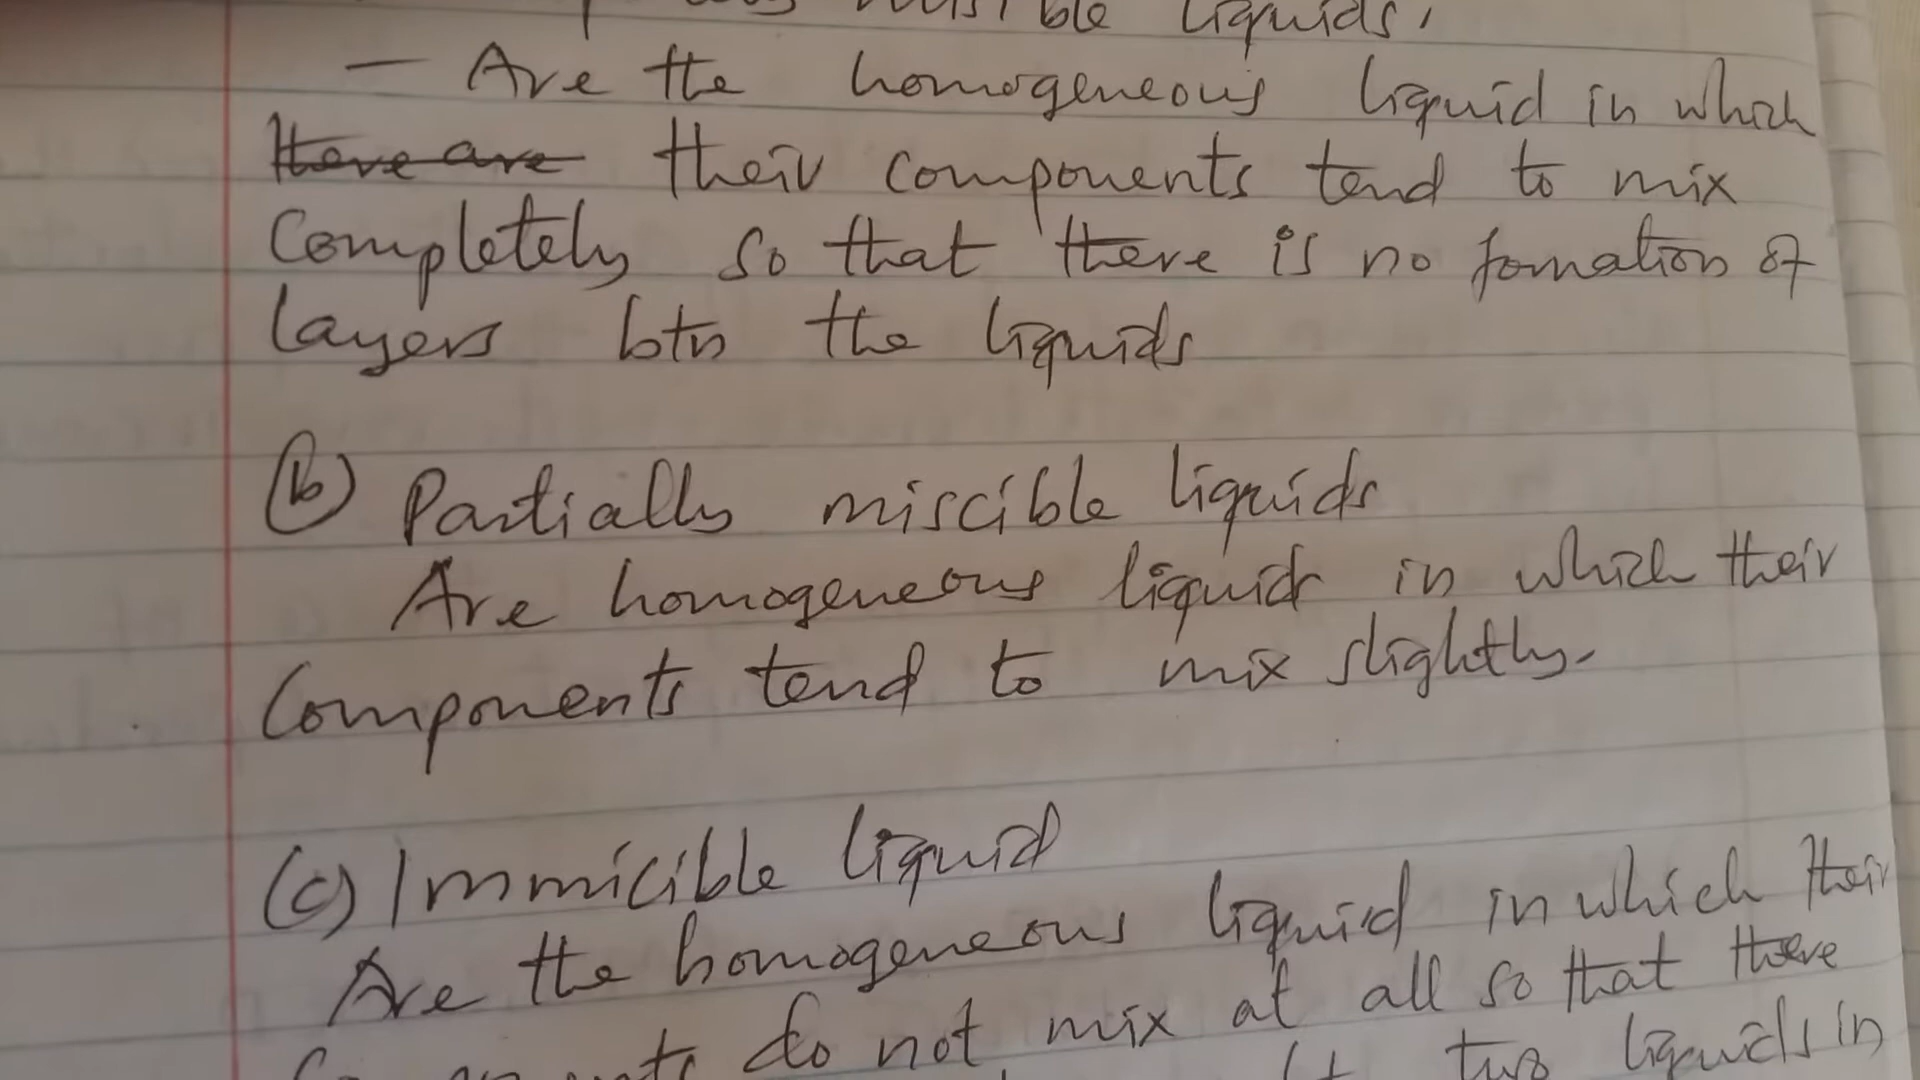 liquids,
— Are the homogeneous liquid in which
there are their components tend to mix
Completely so that there is no fomation of
layers btn the liquids
(b) Partially miscible liquids
Are homogeneous liquids in which their
Components tend to mix slightly.
(c) Immicible liquid
Are the homogeneous liquid in which their
do not mix at all so that there
two liquids in